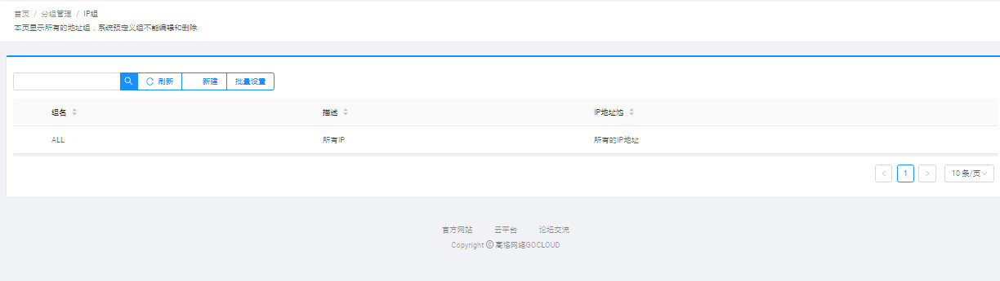 首页 / 分组管理 / IP组
本页显示所有的地址组，系统预定义组不能编辑和删除
刷新 新建 批量设置
组名 描述 IP地址池
ALL 所有IP 所有的IP地址
1 10 条/页
官方网站 云平台 论坛交流
Copyright © 高恪网络GOCLOUD